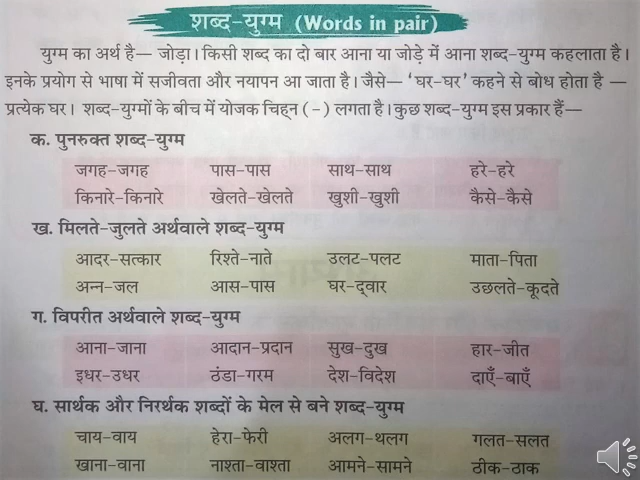 शब्द-युग्म (Words in pair)
युग्म का अर्थ है— जोड़ा। किसी शब्द का दो बार आना या जोड़े में आना शब्द-युग्म कहलाता है।
इनके प्रयोग से भाषा में सजीवता और नयापन आ जाता है। जैसे— ‘घर-घर’ कहने से बोध होता है —
प्रत्येक घर। शब्द-युग्मों के बीच में योजक चिह्न (-) लगता है। कुछ शब्द-युग्म इस प्रकार हैं—
क. पुनरुक्त शब्द-युग्म
जगह-जगह पास-पास साथ-साथ हरे-हरे
किनारे-किनारे खेलते-खेलते खुशी-खुशी कैसे-कैसे
ख. मिलते-जुलते अर्थवाले शब्द-युग्म
आदर-सत्कार रिश्ते-नाते उलट-पलट माता-पिता
अन्न-जल आस-पास घर-द्वार उछलते-कूदते
ग. विपरीत अर्थवाले शब्द-युग्म
आना-जाना आदान-प्रदान सुख-दुख हार-जीत
इधर-उधर ठंडा-गरम देश-विदेश दाएँ-बाएँ
घ. सार्थक और निरर्थक शब्दों के मेल से बने शब्द-युग्म
चाय-वाय हेरा-फेरी अलग-थलग गलत-सलत
खाना-वाना नाश्ता-वाश्ता आमने-सामने ठीक-ठाक